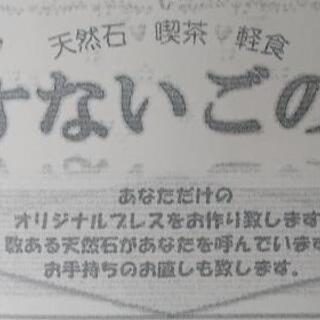 天然石♥喫茶♥軽食
すないごの
あなただけの
オリジナルブレスをお作り致します
数ある天然石があなたを呼んでいます
お手持ちのお直しも致します。